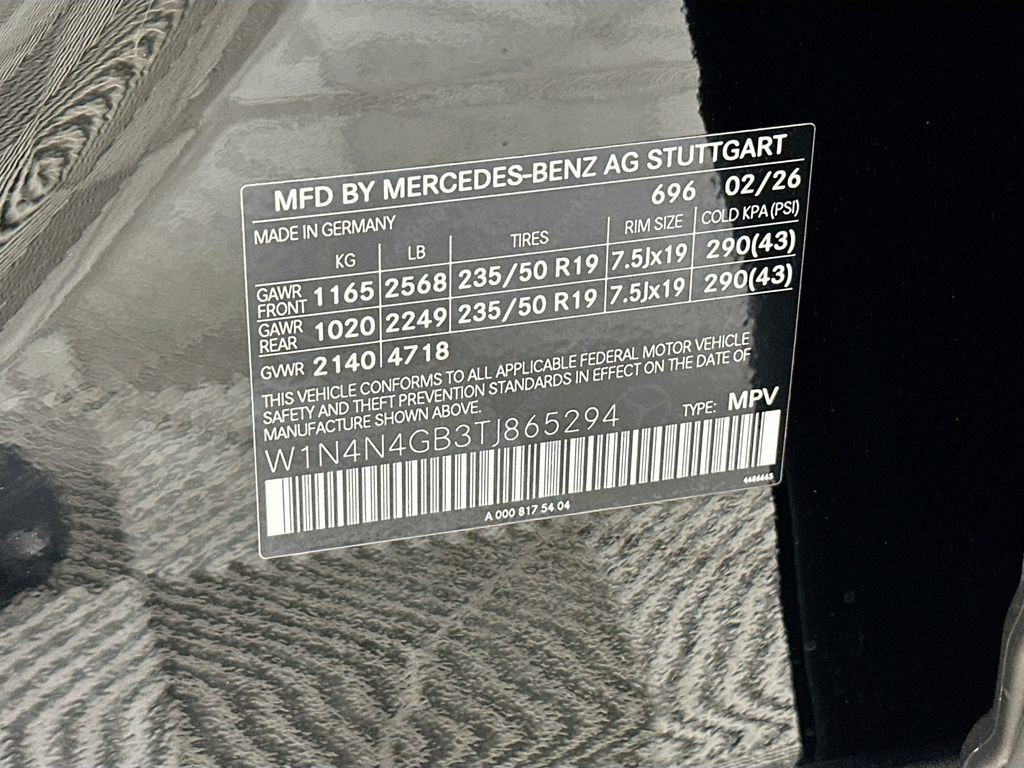 MFD BY MERCEDES-BENZ AG STUTTGART
MADE IN GERMANY 696 02/26
KG LB TIRES RIM SIZE COLD KPA (PSI)
GAWR FRONT 1165 2568 235/50 R19 7.5Jx19 290(43)
GAWR REAR 1020 2249 235/50 R19 7.5Jx19 290(43)
GVWR 2140 4718
THIS VEHICLE CONFORMS TO ALL APPLICABLE FEDERAL MOTOR VEHICLE
SAFETY AND THEFT PREVENTION STANDARDS IN EFFECT ON THE DATE OF
MANUFACTURE SHOWN ABOVE.
W1N4N4GB3TJ865294 TYPE: MPV
A 000 817 54 04